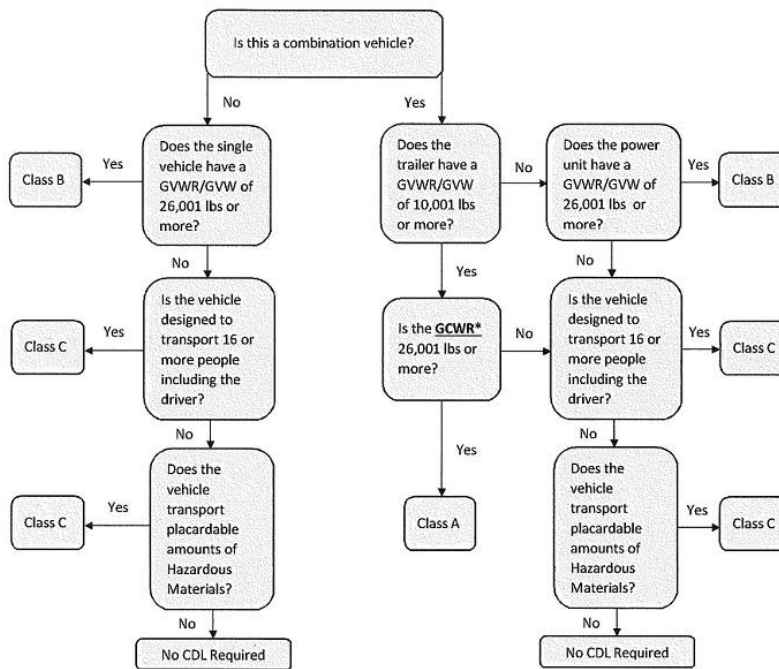 Is this a combination vehicle?
No
Yes
Does the single
vehicle have a
GVWR/GVW of
26,001 lbs or
more?
Yes
Class B
Does the
trailer have a
GVWR/GVW
of 10,001 lbs
or more?
No
Does the power
unit have a
GVWR/GVW of
26,001 lbs or
more?
Yes
Class B
No
Yes
No
Is the vehicle
designed to
transport 16 or
more people
including the
driver?
Yes
Class C
Is the GCWR*
26,001 lbs or
more?
No
Is the vehicle
designed to
transport 16 or
more people
including the
driver?
Yes
Class C
No
Yes
No
Does the
vehicle
transport
placardable
amounts of
Hazardous
Materials?
Yes
Class C
Class A
Does the
vehicle
transport
placardable
amounts of
Hazardous
Materials?
Yes
Class C
No
No
No CDL Required
No CDL Required